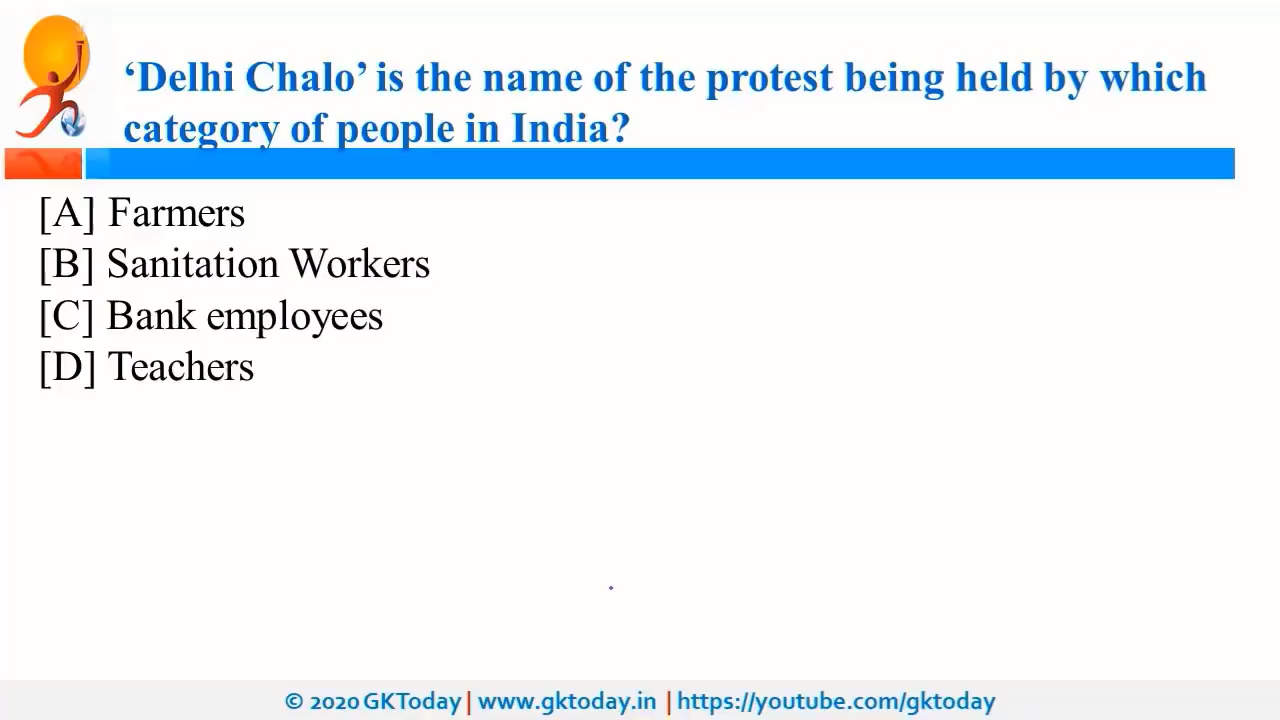 ‘Delhi Chalo’ is the name of the protest being held by which
category of people in India?
[A] Farmers
[B] Sanitation Workers
[C] Bank employees
[D] Teachers
© 2020 GKToday | www.gktoday.in | https://youtube.com/gktoday